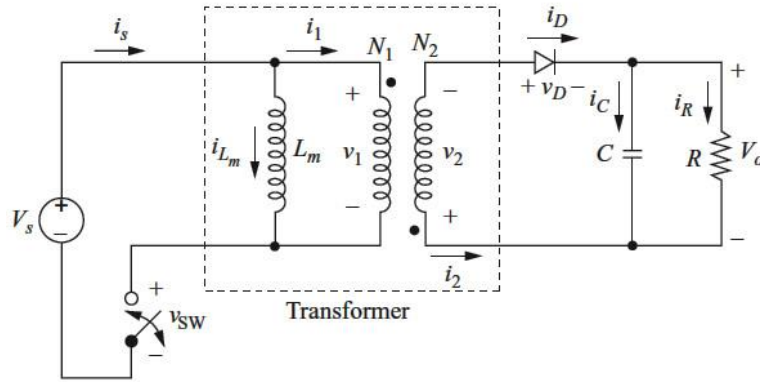 i_s
i_1
N_1
N_2
i_D
+
−
+ v_D −
i_C
i_R
+
i_{L_m}
L_m
v_1
v_2
C
R
V_o
V_s
+
−
−
+
−
i_2
+
v_SW
−
Transformer